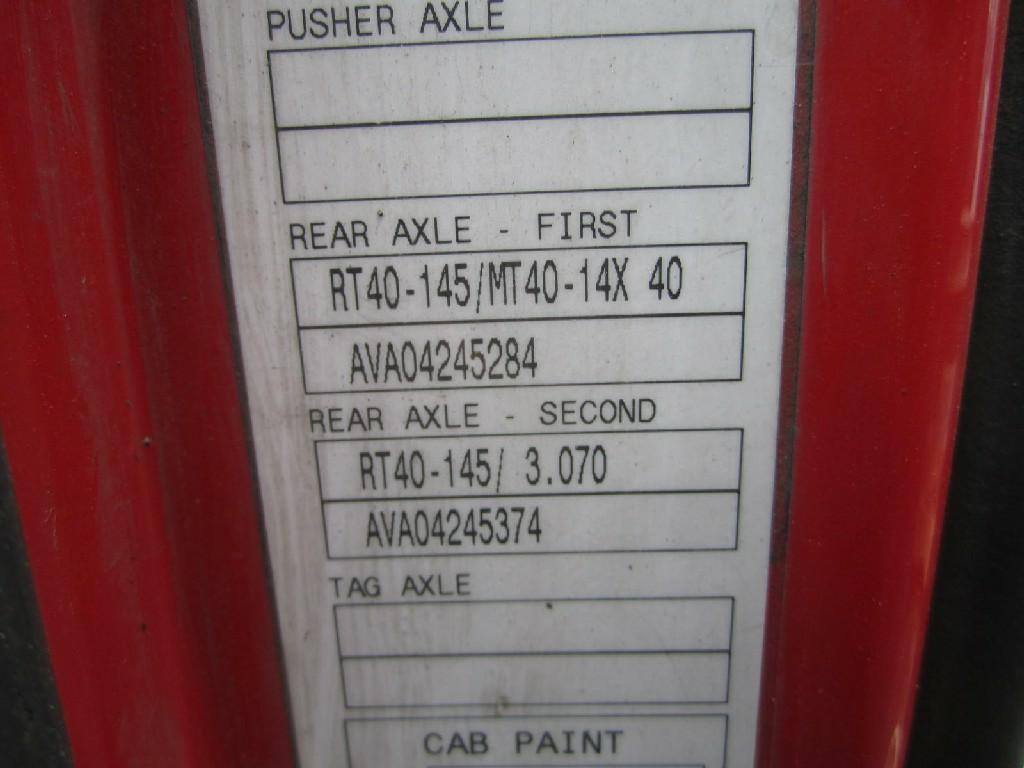 PUSHER AXLE
REAR AXLE - FIRST
RT40-145/MT40-14X 40
AVA04245284
REAR AXLE - SECOND
RT40-145/ 3.070
AVA04245374
TAG AXLE
CAB PAINT